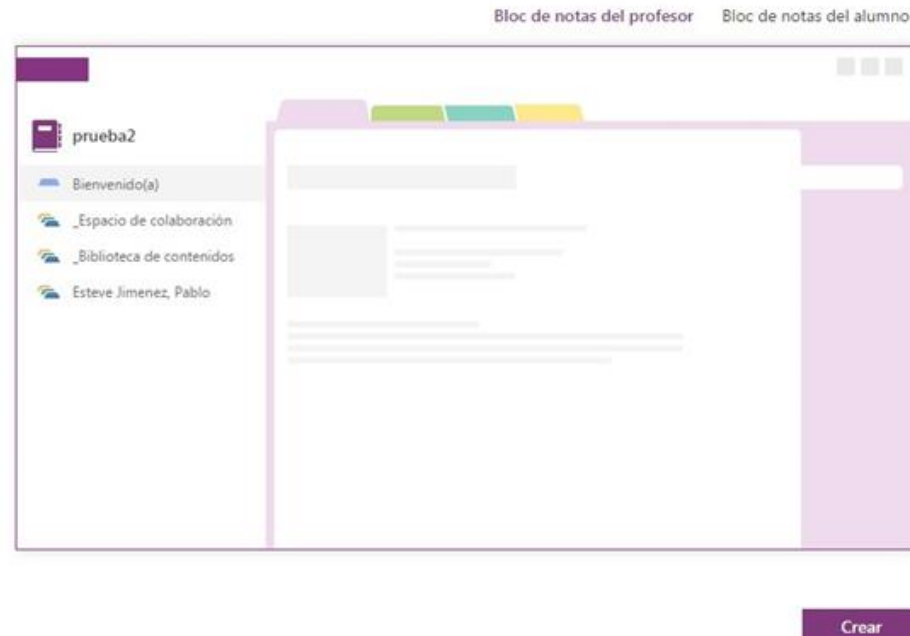 Bloc de notas del profesor Bloc de notas del alumno
prueba2
Bienvenido(a)
_Espacio de colaboración
_Biblioteca de contenidos
Esteve Jimenez, Pablo
Crear